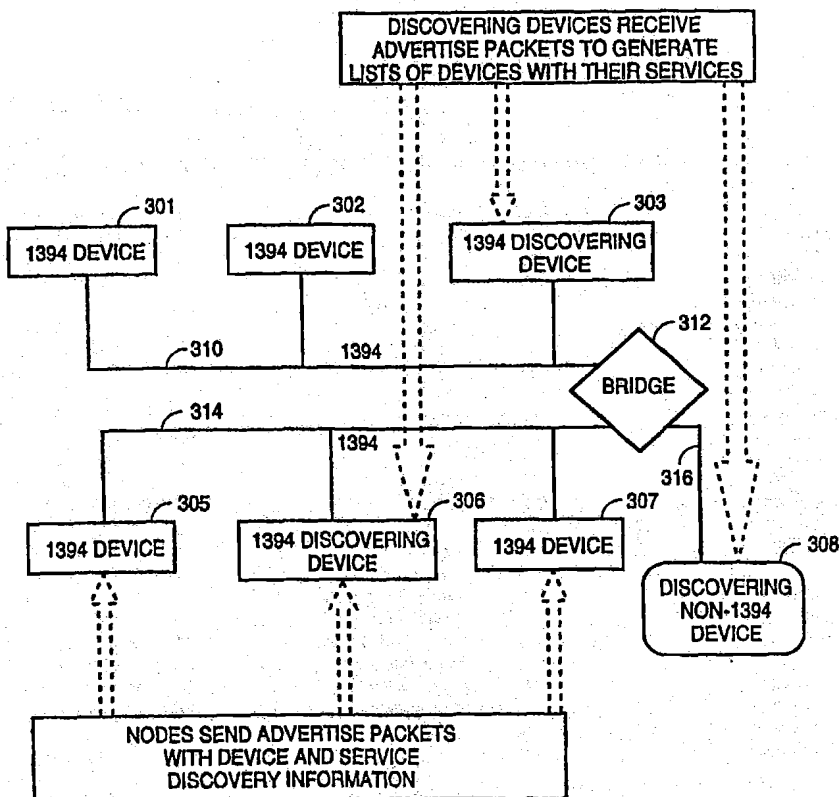 DISCOVERING DEVICES RECEIVE
ADVERTISE PACKETS TO GENERATE
LISTS OF DEVICES WITH THEIR SERVICES
301
302
303
1394 DEVICE
1394 DEVICE
1394 DISCOVERING
DEVICE
312
310
1394
BRIDGE
314
1394
316
305
306
307
308
1394 DEVICE
1394 DISCOVERING
DEVICE
1394 DEVICE
DISCOVERING
NON-1394
DEVICE
NODES SEND ADVERTISE PACKETS
WITH DEVICE AND SERVICE
DISCOVERY INFORMATION